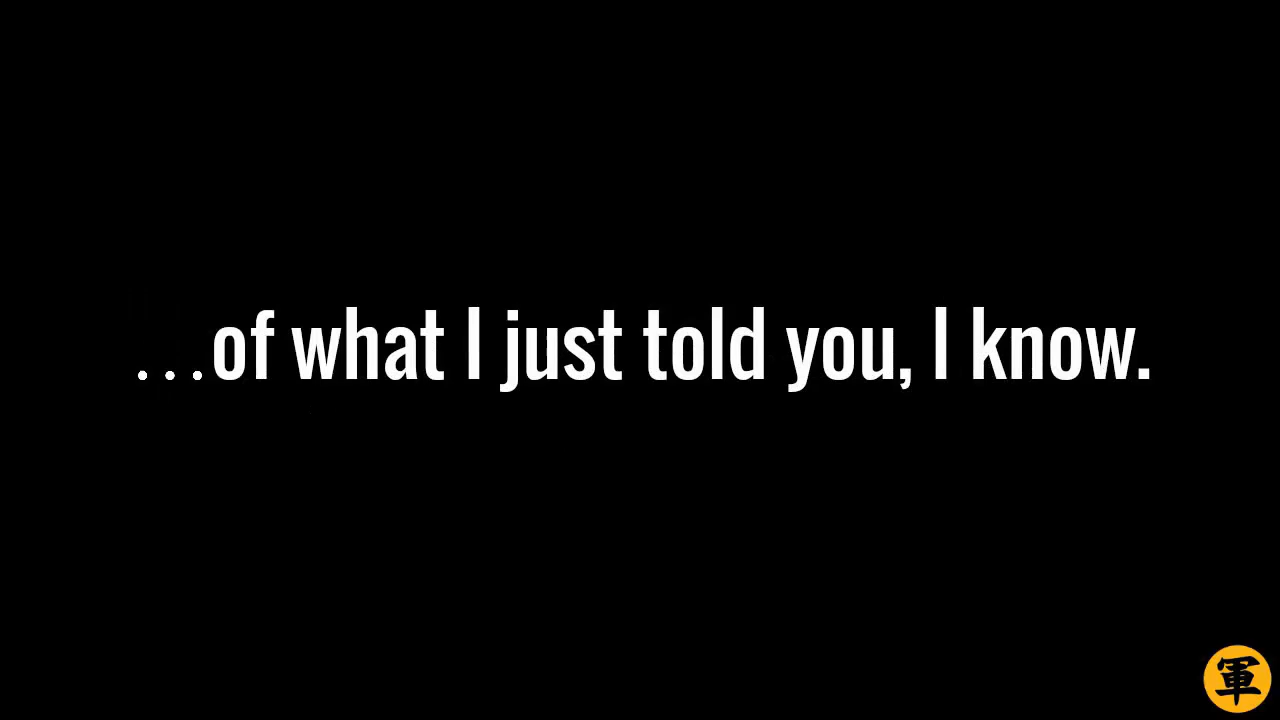 ...of what I just told you, I know.
軍